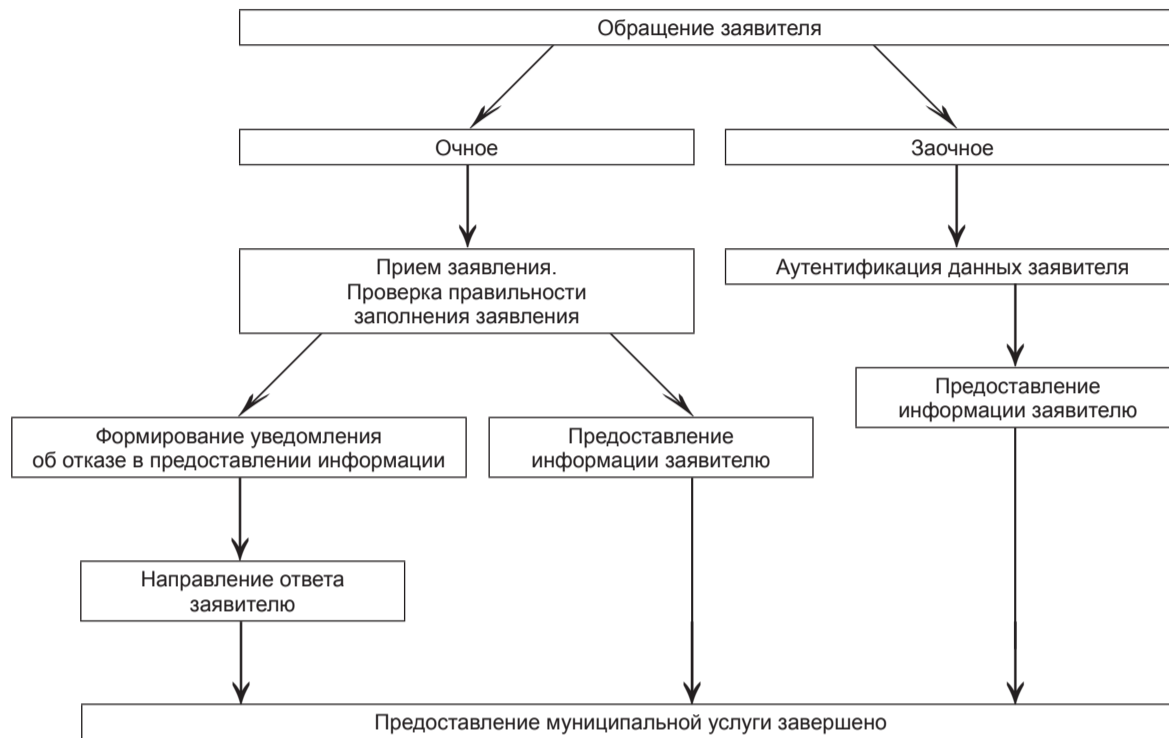 Обращение заявителя
Очное
Заочное
Прием заявления.
Проверка правильности
заполнения заявления
Аутентификация данных заявителя
Предоставление
информации заявителю
Формирование уведомления
об отказе в предоставлении информации
Предоставление
информации заявителю
Направление ответа
заявителю
Предоставление муниципальной услуги завершено